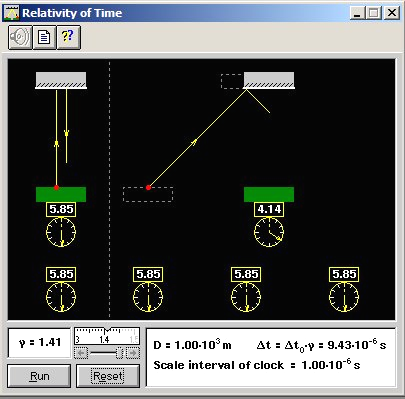 Relativity of Time
5.85
4.14
5.85 5.85 5.85 5.85
γ = 1.41
3 1.4
D = 1.00·10³ m Δt = Δt₀·γ = 9.43·10⁻⁶ s
Scale interval of clock = 1.00·10⁻⁶ s
Run Reset